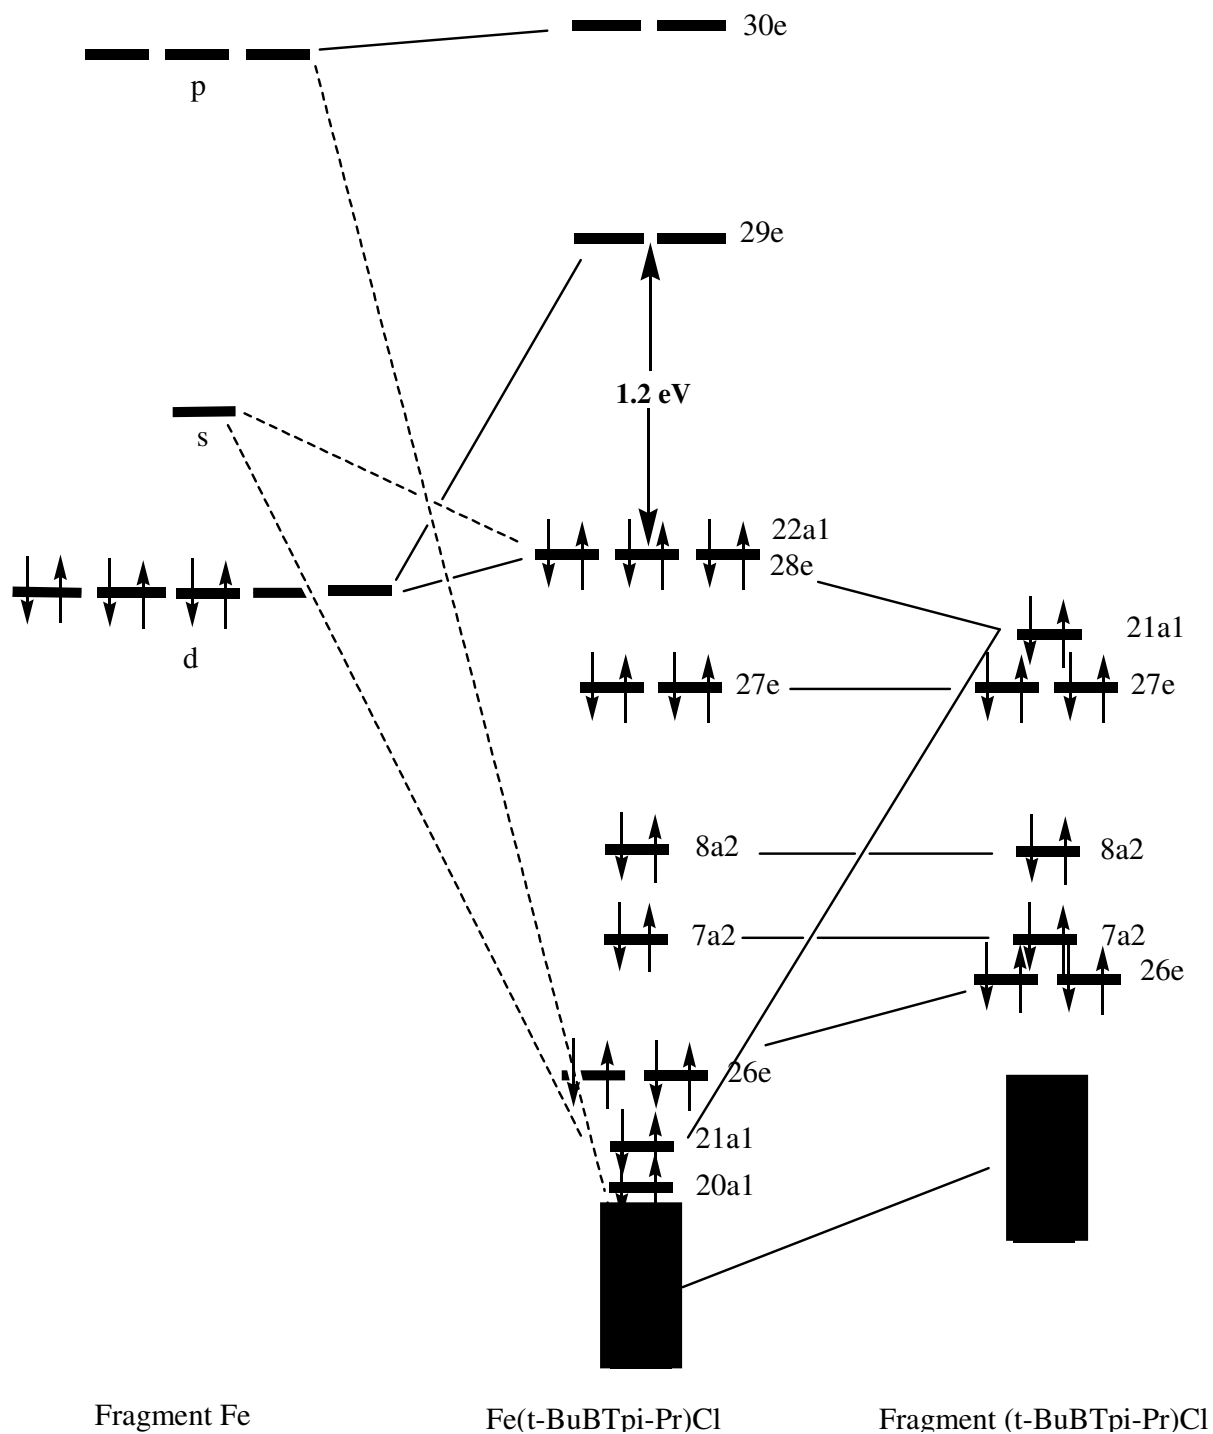 30e
p
29e
1.2 eV
s
22a1
28e
21a1
d
27e
27e
8a2
8a2
7a2
7a2
26e
26e
21a1
20a1
Fragment Fe
Fe(t-BuBTpi-Pr)Cl
Fragment (t-BuBTpi-Pr)Cl